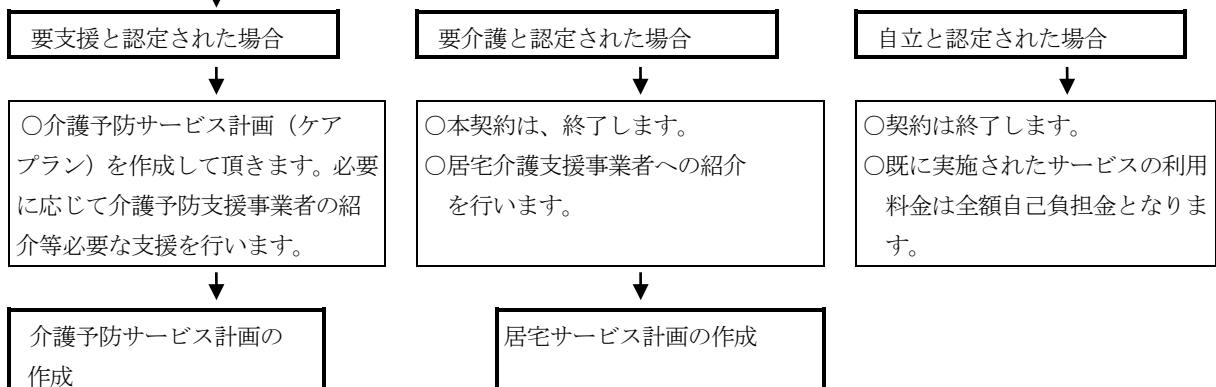 要支援と認定された場合
要介護と認定された場合
自立と認定された場合
○介護予防サービス計画（ケア
プラン）を作成して頂きます。必要
に応じて介護予防支援事業者の紹
介等必要な支援を行います。
○本契約は、終了します。
○居宅介護支援事業者への紹介
を行います。
○契約は終了します。
○既に実施されたサービスの利用
料金は全額自己負担金となりま
す。
介護予防サービス計画の
作成
居宅サービス計画の作成